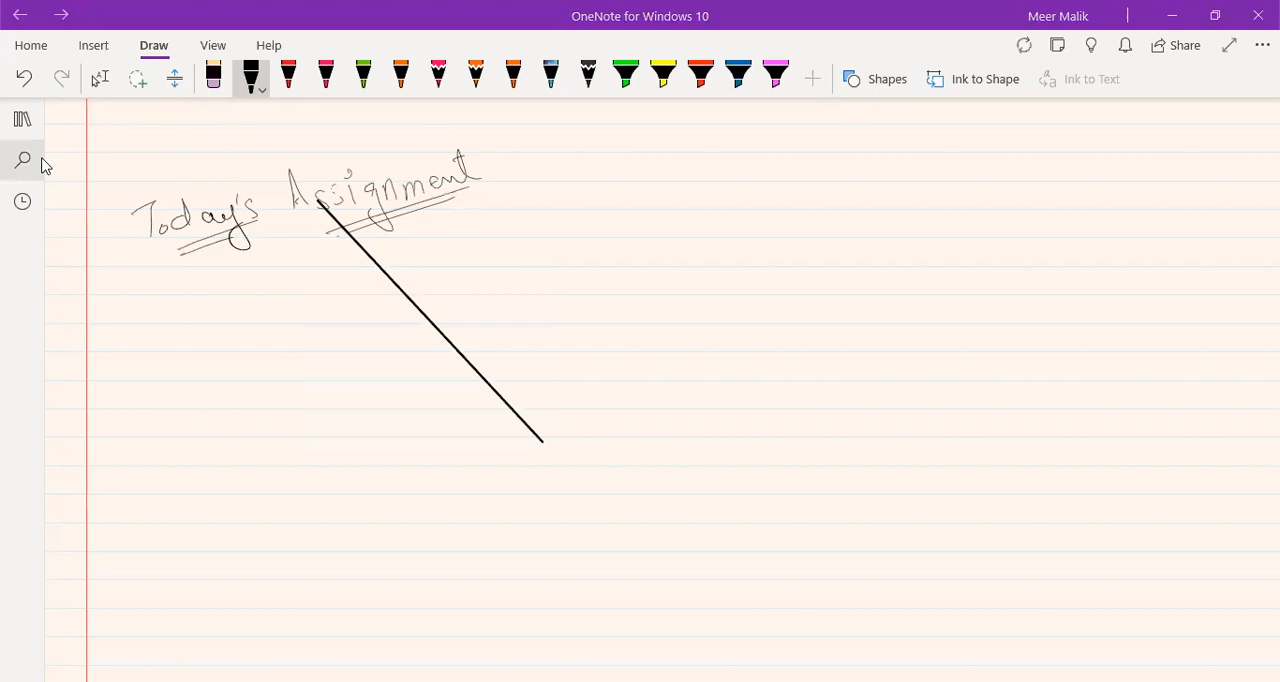 OneNote for Windows 10
Meer Malik
Home Insert Draw View Help
Share
Shapes
Ink to Shape
Ink to Text
Today's Assignment